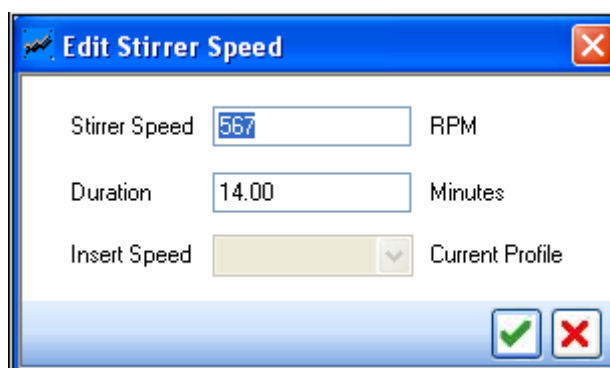 Edit Stirrer Speed
Stirrer Speed 567 RPM
Duration 14.00 Minutes
Insert Speed Current Profile